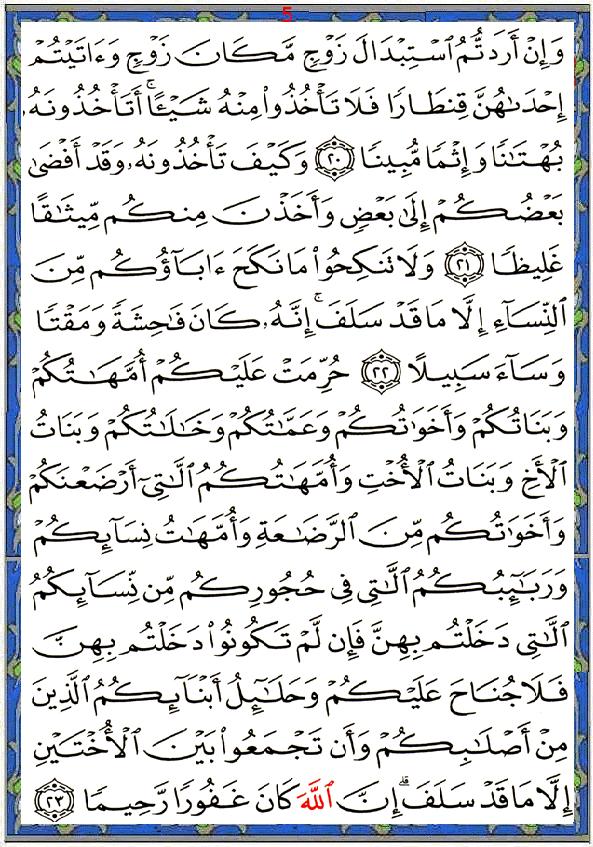 5
وَإِنۡ أَرَدتُّمُ ٱسۡتِبۡدَالَ زَوۡجٖ مَّكَانَ زَوۡجٖ وَءَاتَيۡتُمۡ
إِحۡدَىٰهُنَّ قِنطَارٗا فَلَا تَأۡخُذُواْ مِنۡهُ شَيۡـًٔاۚ أَتَأۡخُذُونَهُۥ
بُهۡتَٰنٗا وَإِثۡمٗا مُّبِينٗا ٢٠ وَكَيۡفَ تَأۡخُذُونَهُۥ وَقَدۡ أَفۡضَىٰ
بَعۡضُكُمۡ إِلَىٰ بَعۡضٖ وَأَخَذۡنَ مِنكُم مِّيثَٰقًا
غَلِيظٗا ٢١ وَلَا تَنكِحُواْ مَا نَكَحَ ءَابَآؤُكُم مِّنَ
ٱلنِّسَآءِ إِلَّا مَا قَدۡ سَلَفَۚ إِنَّهُۥ كَانَ فَٰحِشَةٗ وَمَقۡتٗا
وَسَآءَ سَبِيلًا ٢٢ حُرِّمَتۡ عَلَيۡكُمۡ أُمَّهَٰتُكُمۡ
وَبَنَاتُكُمۡ وَأَخَوَٰتُكُمۡ وَعَمَّٰتُكُمۡ وَخَٰلَٰتُكُمۡ وَبَنَاتُ
ٱلۡأَخِ وَبَنَاتُ ٱلۡأُخۡتِ وَأُمَّهَٰتُكُمُ ٱلَّٰتِيٓ أَرۡضَعۡنَكُمۡ
وَأَخَوَٰتُكُم مِّنَ ٱلرَّضَٰعَةِ وَأُمَّهَٰتُ نِسَآئِكُمۡ
وَرَبَٰٓئِبُكُمُ ٱلَّٰتِي فِي حُجُورِكُم مِّن نِّسَآئِكُمُ
ٱلَّٰتِي دَخَلۡتُم بِهِنَّ فَإِن لَّمۡ تَكُونُواْ دَخَلۡتُم بِهِنَّ
فَلَا جُنَاحَ عَلَيۡكُمۡ وَحَلَٰٓئِلُ أَبۡنَآئِكُمُ ٱلَّذِينَ
مِنۡ أَصۡلَٰبِكُمۡ وَأَن تَجۡمَعُواْ بَيۡنَ ٱلۡأُخۡتَيۡنِ
إِلَّا مَا قَدۡ سَلَفَۗ إِنَّ ٱللَّهَ كَانَ غَفُورٗا رَّحِيمٗا ٢٣